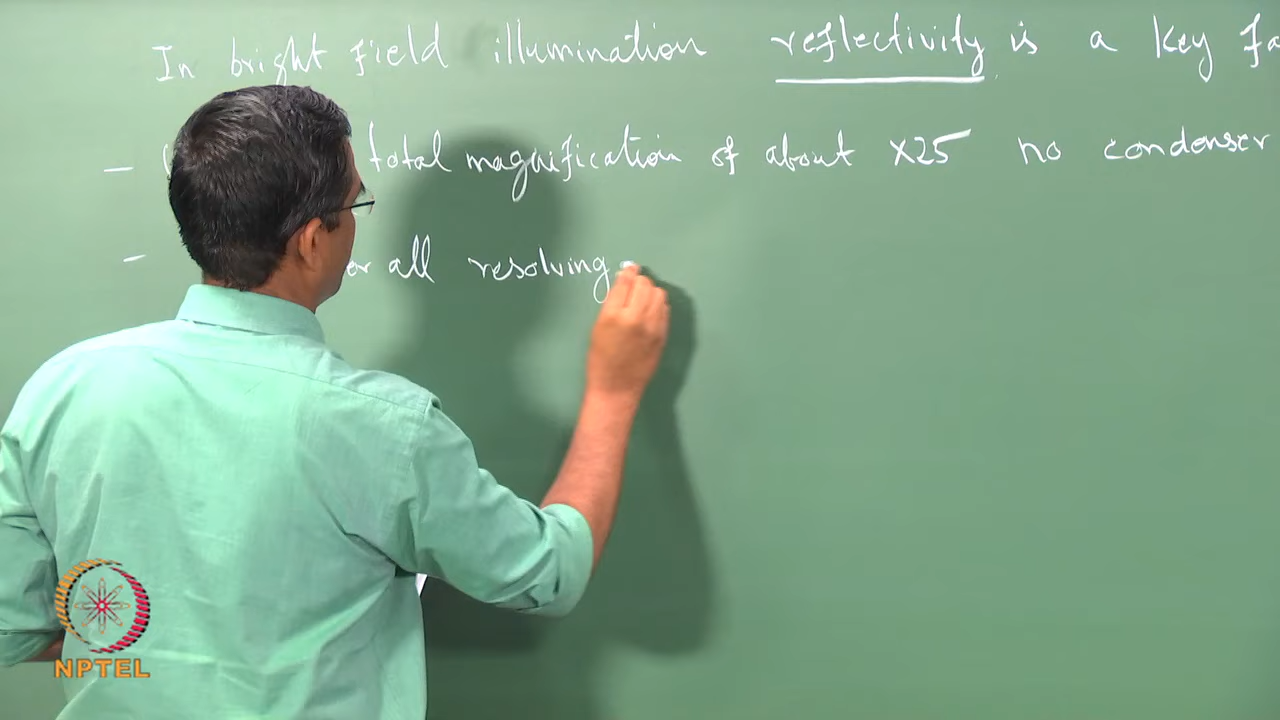 In bright field illumination reflectivity is a key fa
– total magnification of about X25 no condenser
– all resolving
NPTEL